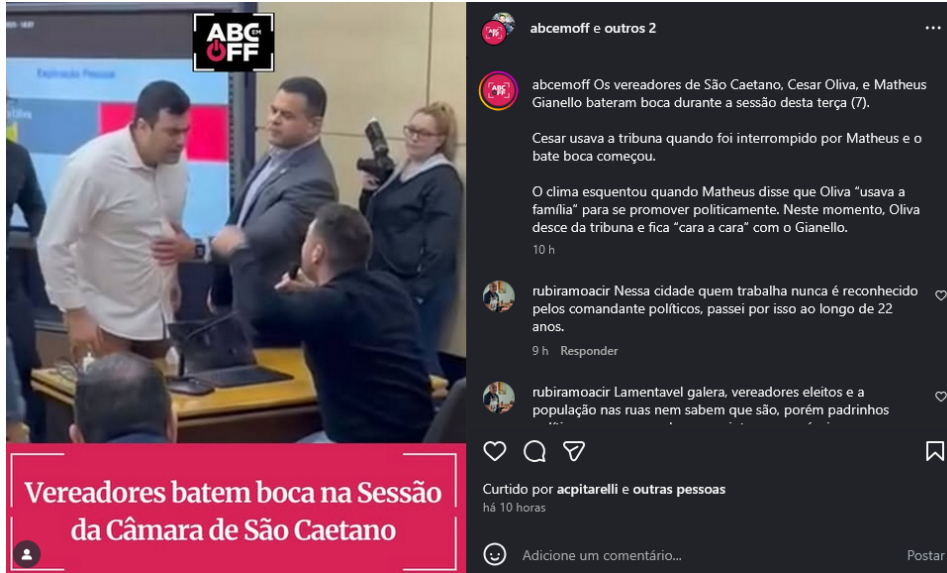 ABC EM
OFF
Expiração Pessoal
Vereadores batem boca na Sessão
da Câmara de São Caetano
abcemoff e outros 2
abcemoff Os vereadores de São Caetano, Cesar Oliva, e Matheus
Gianello bateram boca durante a sessão desta terça (7).
Cesar usava a tribuna quando foi interrompido por Matheus e o
bate boca começou.
O clima esquentou quando Matheus disse que Oliva “usava a
família” para se promover politicamente. Neste momento, Oliva
desce da tribuna e fica “cara a cara” com o Gianello.
10 h
rubiramoacir Nessa cidade quem trabalha nunca é reconhecido
pelos comandante políticos, passei por isso ao longo de 22
anos.
9 h Responder
rubiramoacir Lamentavel galera, vereadores eleitos e a
população nas ruas nem sabem que são, porém padrinhos
Curtido por acpitarelli e outras pessoas
há 10 horas
Adicione um comentário...
Postar